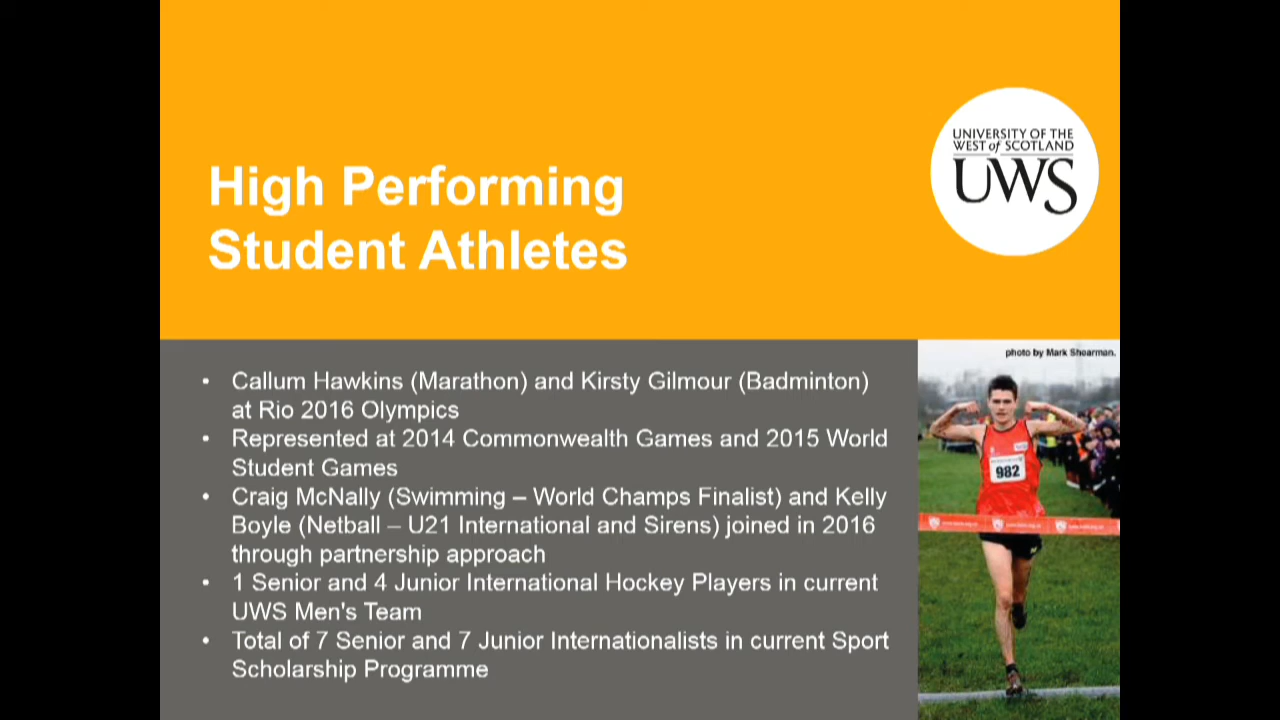 UNIVERSITY OF THE
WEST of SCOTLAND
UWS
High Performing
Student Athletes
photo by Mark Shearman.
• Callum Hawkins (Marathon) and Kirsty Gilmour (Badminton)
at Rio 2016 Olympics
• Represented at 2014 Commonwealth Games and 2015 World
Student Games
• Craig McNally (Swimming – World Champs Finalist) and Kelly
Boyle (Netball – U21 International and Sirens) joined in 2016
through partnership approach
• 1 Senior and 4 Junior International Hockey Players in current
UWS Men's Team
• Total of 7 Senior and 7 Junior Internationalists in current Sport
Scholarship Programme
982